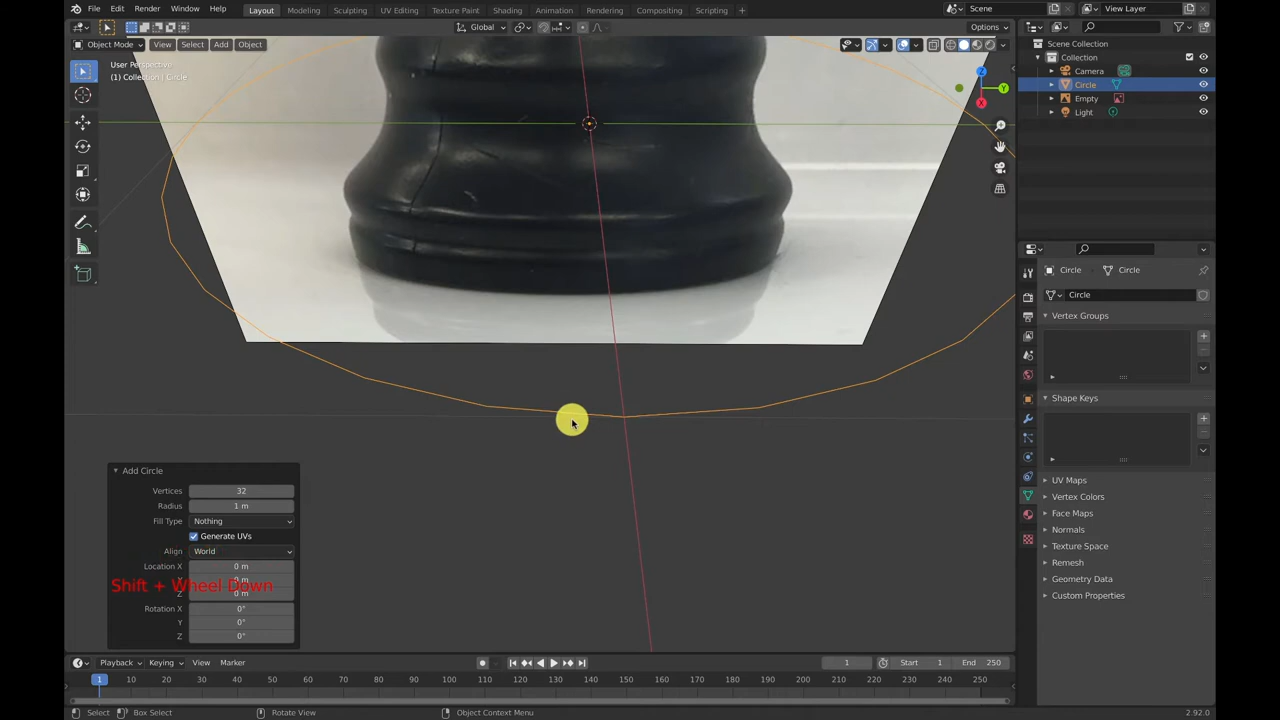 File Edit Render Window Help
Layout Modeling Sculpting UV Editing Texture Paint Shading Animation Rendering Compositing Scripting +
Scene
View Layer
Global
Options
Object Mode View Select Add Object
User Perspective
(1) Collection | Circle
Z
Y
X
Scene Collection
Collection
Camera
Circle
Empty
Light
Circle Circle
Circle
Vertex Groups
Shape Keys
UV Maps
Vertex Colors
Face Maps
Normals
Texture Space
Remesh
Geometry Data
Custom Properties
Add Circle
Vertices 32
Radius 1 m
Fill Type Nothing
Generate UVs
Align World
Location X 0 m
0 m
Shift + Wheel Down
Z 0 m
Rotation X 0°
Y 0°
Z 0°
Playback Keying View Marker
1
Start 1 End 250
1 10 20 30 40 50 60 70 80 90 100 110 120 130 140 150 160 170 180 190 200 210 220 230 240 250
Select Box Select Rotate View Object Context Menu 2.92.0